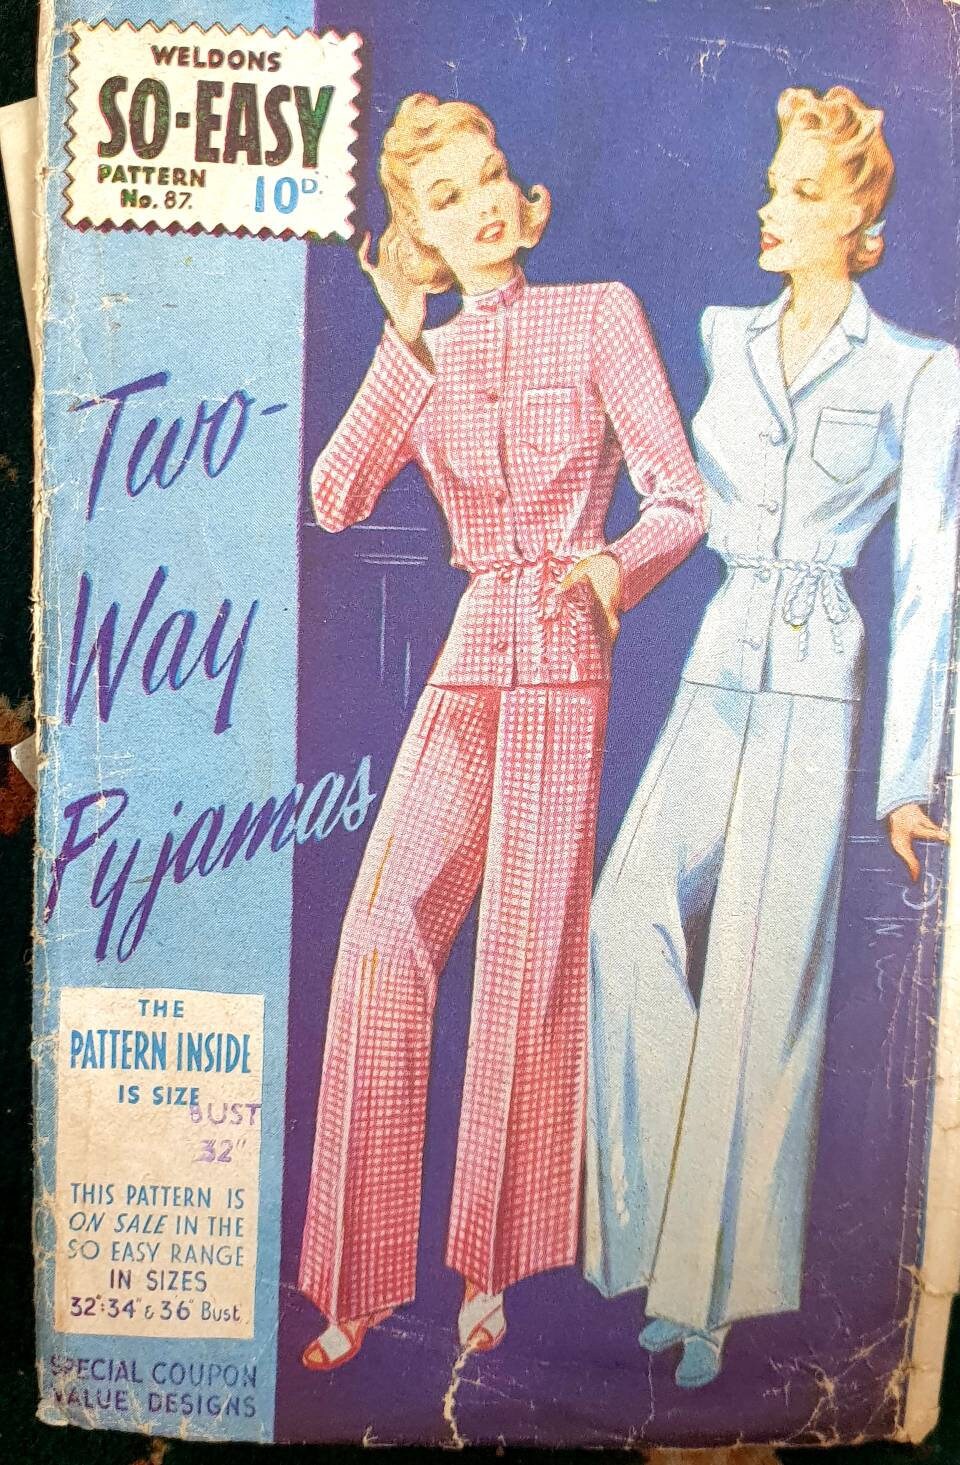 WELDONS
SO-EASY
PATTERN
No. 87. 10D.
Two-
Way
Pyjamas
THE
PATTERN INSIDE
IS SIZE
BUST
32"
THIS PATTERN IS
ON SALE IN THE
SO EASY RANGE
IN SIZES
32":34" & 36" Bust.
SPECIAL COUPON
VALUE DESIGNS